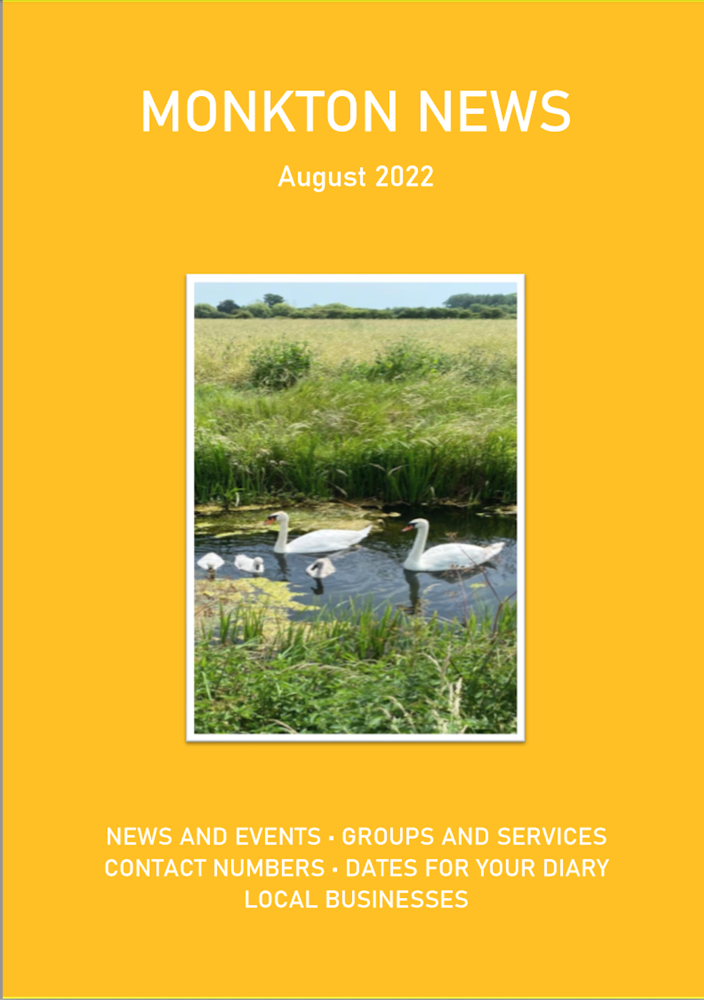 MONKTON NEWS
August 2022
NEWS AND EVENTS · GROUPS AND SERVICES
CONTACT NUMBERS · DATES FOR YOUR DIARY
LOCAL BUSINESSES